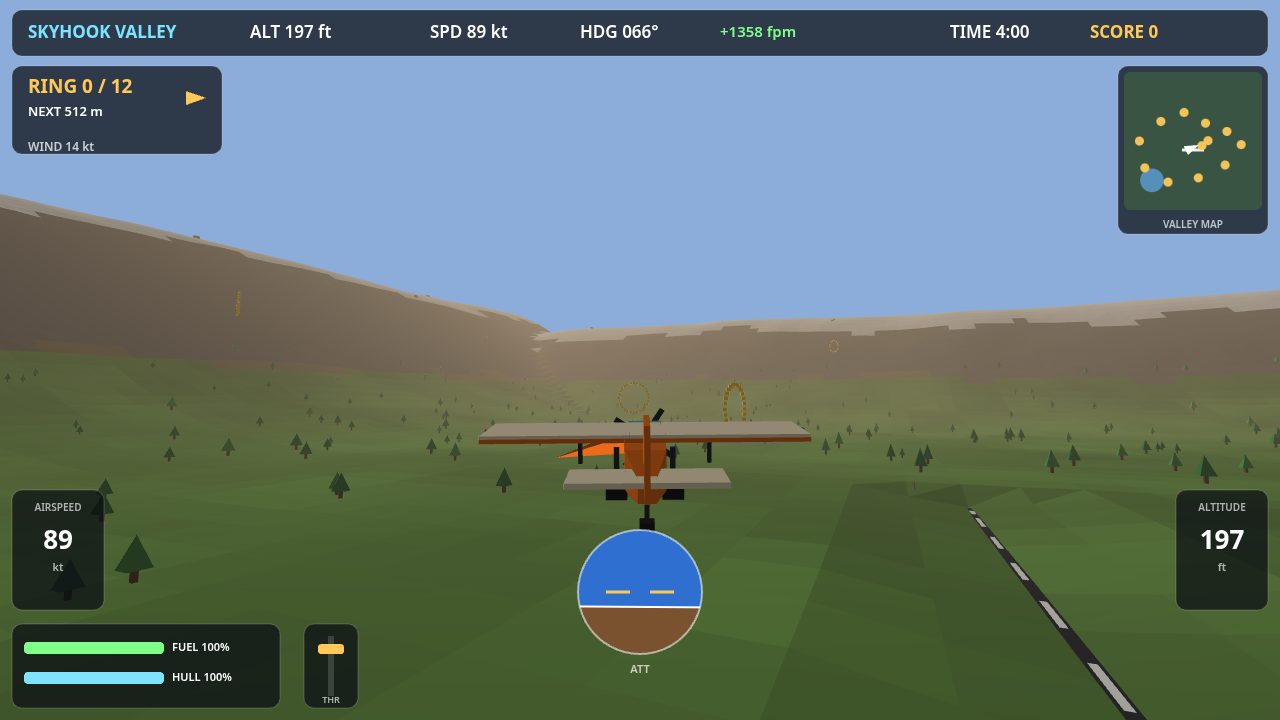 SKYHOOK VALLEY ALT 197 ft SPD 89 kt HDG 066° +1358 fpm TIME 4:00 SCORE 0
RING 0 / 12
NEXT 512 m
WIND 14 kt
VALLEY MAP
AIRSPEED
89
kt
ALTITUDE
197
ft
FUEL 100%
HULL 100%
THR
ATT